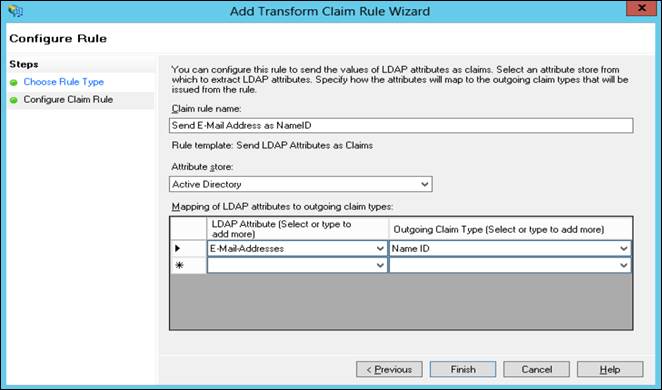 Add Transform Claim Rule Wizard
Configure Rule
Steps
Choose Rule Type
Configure Claim Rule
You can configure this rule to send the values of LDAP attributes as claims. Select an attribute store from
which to extract LDAP attributes. Specify how the attributes will map to the outgoing claim types that will be
issued from the rule.
Claim rule name:
Send E-Mail Address as NameID
Rule template: Send LDAP Attributes as Claims
Attribute store:
Active Directory
Mapping of LDAP attributes to outgoing claim types:
LDAP Attribute (Select or type to
add more)
Outgoing Claim Type (Select or type to add more)
E-Mail-Addresses
Name ID
< Previous
Finish
Cancel
Help